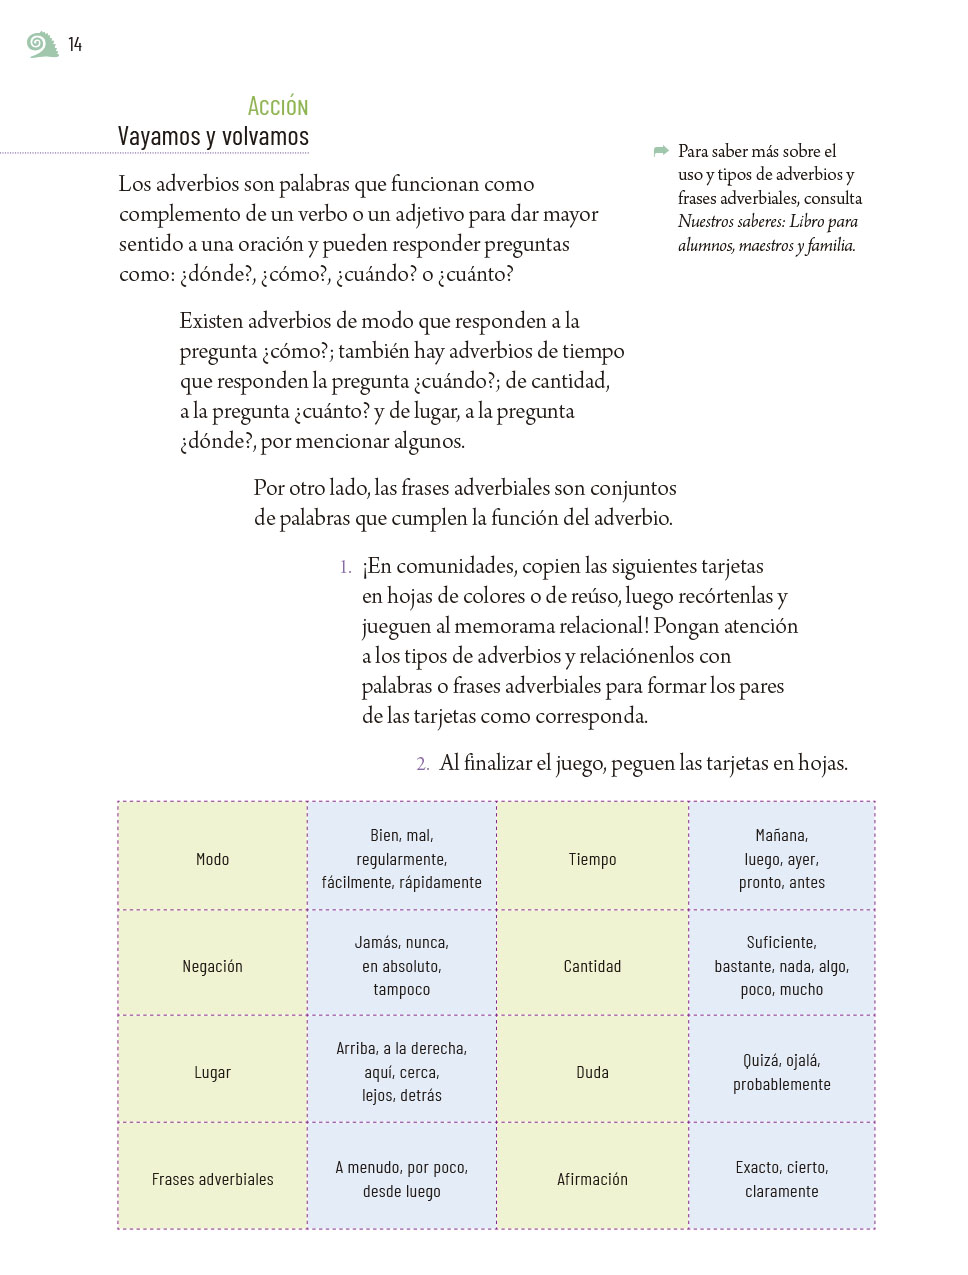 14
Acción
Vayamos y volvamos
Los adverbios son palabras que funcionan como
complemento de un verbo o un adjetivo para dar mayor
sentido a una oración y pueden responder preguntas
como: ¿dónde?, ¿cómo?, ¿cuándo? o ¿cuánto?
Para saber más sobre el
uso y tipos de adverbios y
frases adverbiales, consulta
Nuestros saberes: Libro para
alumnos, maestros y familia.
Existen adverbios de modo que responden a la
pregunta ¿cómo?; también hay adverbios de tiempo
que responden la pregunta ¿cuándo?; de cantidad,
a la pregunta ¿cuánto? y de lugar, a la pregunta
¿dónde?, por mencionar algunos.
Por otro lado, las frases adverbiales son conjuntos
de palabras que cumplen la función del adverbio.
1. ¡En comunidades, copien las siguientes tarjetas
en hojas de colores o de reúso, luego recórtenlas y
jueguen al memorama relacional! Pongan atención
a los tipos de adverbios y relaciónenlos con
palabras o frases adverbiales para formar los pares
de las tarjetas como corresponda.
2. Al finalizar el juego, peguen las tarjetas en hojas.
Modo
Bien, mal,
regularmente,
fácilmente, rápidamente
Tiempo
Mañana,
luego, ayer,
pronto, antes
Negación
Jamás, nunca,
en absoluto,
tampoco
Cantidad
Suficiente,
bastante, nada, algo,
poco, mucho
Lugar
Arriba, a la derecha,
aquí, cerca,
lejos, detrás
Duda
Quizá, ojalá,
probablemente
Frases adverbiales
A menudo, por poco,
desde luego
Afirmación
Exacto, cierto,
claramente